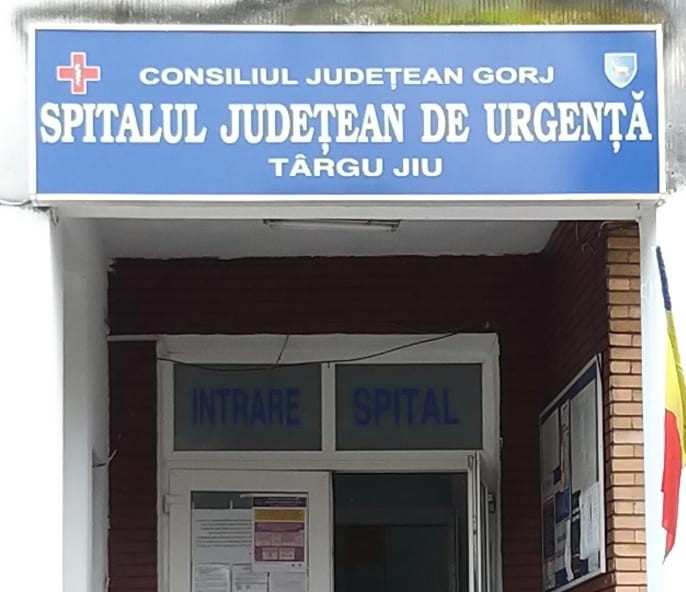 CONSILIUL JUDEȚEAN GORJ
SPITALUL JUDEȚEAN DE URGENȚĂ
TÂRGU JIU
INTRARE SPITAL